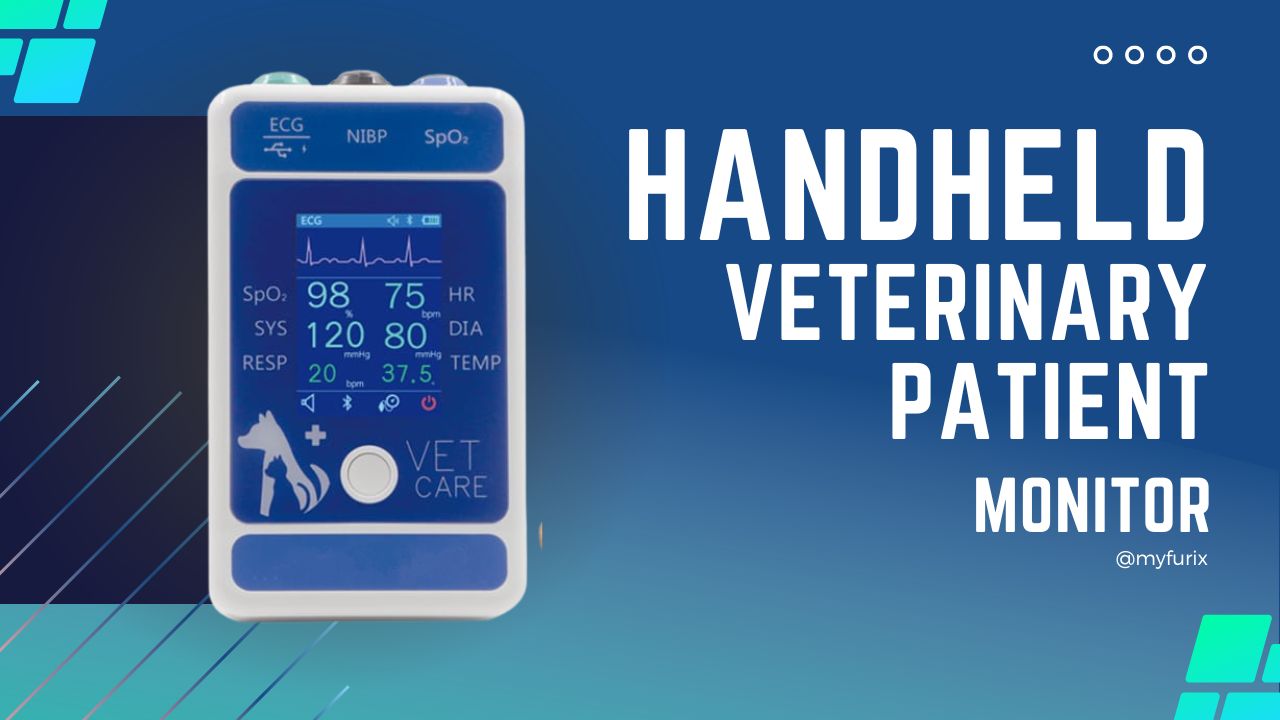 ECG NIBP SpO₂
ECG
SpO₂ 98 % 75 bpm HR
SYS 120 mmHg 80 mmHg DIA
RESP 20 bpm 37.5 TEMP
VET
CARE
HANDHELD
VETERINARY
PATIENT
MONITOR
@myfurix